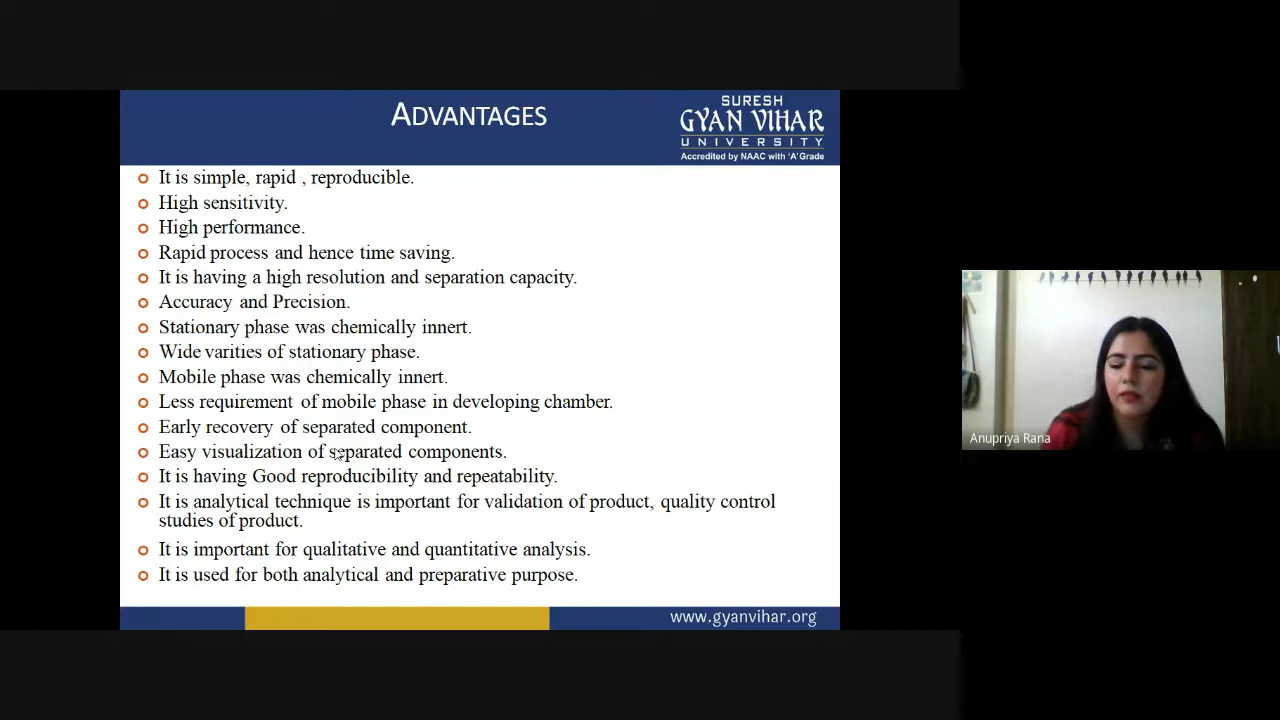 ADVANTAGES
SURESH
GYAN VIHAR
UNIVERSITY
Accredited by NAAC with 'A' Grade
It is simple, rapid , reproducible.
High sensitivity.
High performance.
Rapid process and hence time saving.
It is having a high resolution and separation capacity.
Accuracy and Precision.
Stationary phase was chemically innert.
Wide varities of stationary phase.
Mobile phase was chemically innert.
Less requirement of mobile phase in developing chamber.
Early recovery of separated component.
Easy visualization of separated components.
It is having Good reproducibility and repeatability.
It is analytical technique is important for validation of product, quality control
studies of product.
It is important for qualitative and quantitative analysis.
It is used for both analytical and preparative purpose.
www.gyanvihar.org
Anupriya Rana